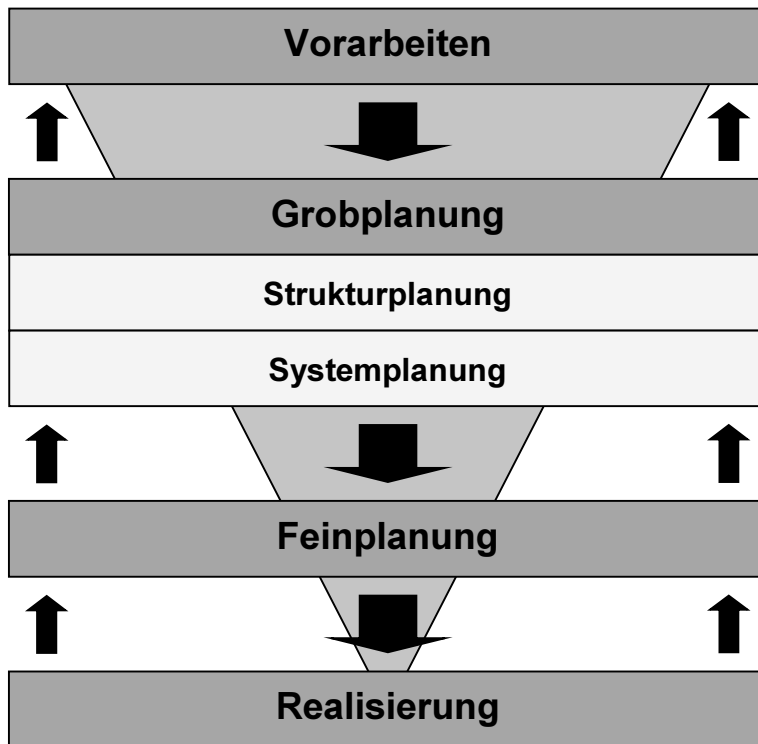 Vorarbeiten
Grobplanung
Strukturplanung
Systemplanung
Feinplanung
Realisierung